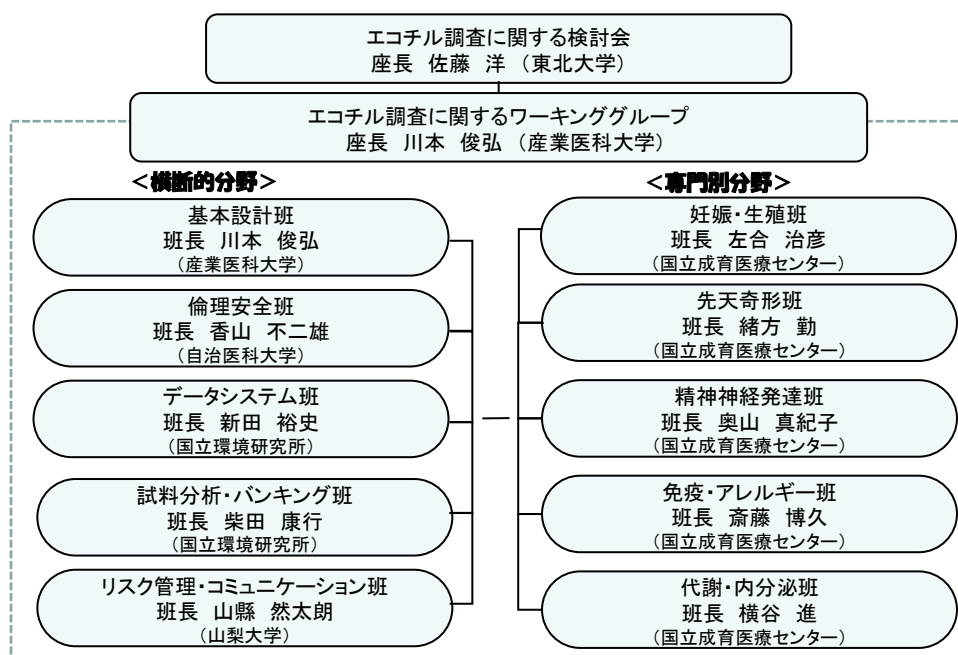 エコチル調査に関する検討会
座長 佐藤 洋 (東北大学)
エコチル調査に関するワーキンググループ
座長 川本 俊弘 (産業医科大学)
＜横断的分野＞
基本設計班
班長 川本 俊弘
(産業医科大学)
倫理安全班
班長 香山 不二雄
(自治医科大学)
データシステム班
班長 新田 裕史
(国立環境研究所)
試料分析・バンキング班
班長 柴田 康行
(国立環境研究所)
リスク管理・コミュニケーション班
班長 山縣 然太朗
(山梨大学)
＜専門別分野＞
妊娠・生殖班
班長 左合 治彦
(国立成育医療センター)
先天奇形班
班長 緒方 勤
(国立成育医療センター)
精神神経発達班
班長 奥山 真紀子
(国立成育医療センター)
免疫・アレルギー班
班長 斎藤 博久
(国立成育医療センター)
代謝・内分泌班
班長 横谷 進
(国立成育医療センター)